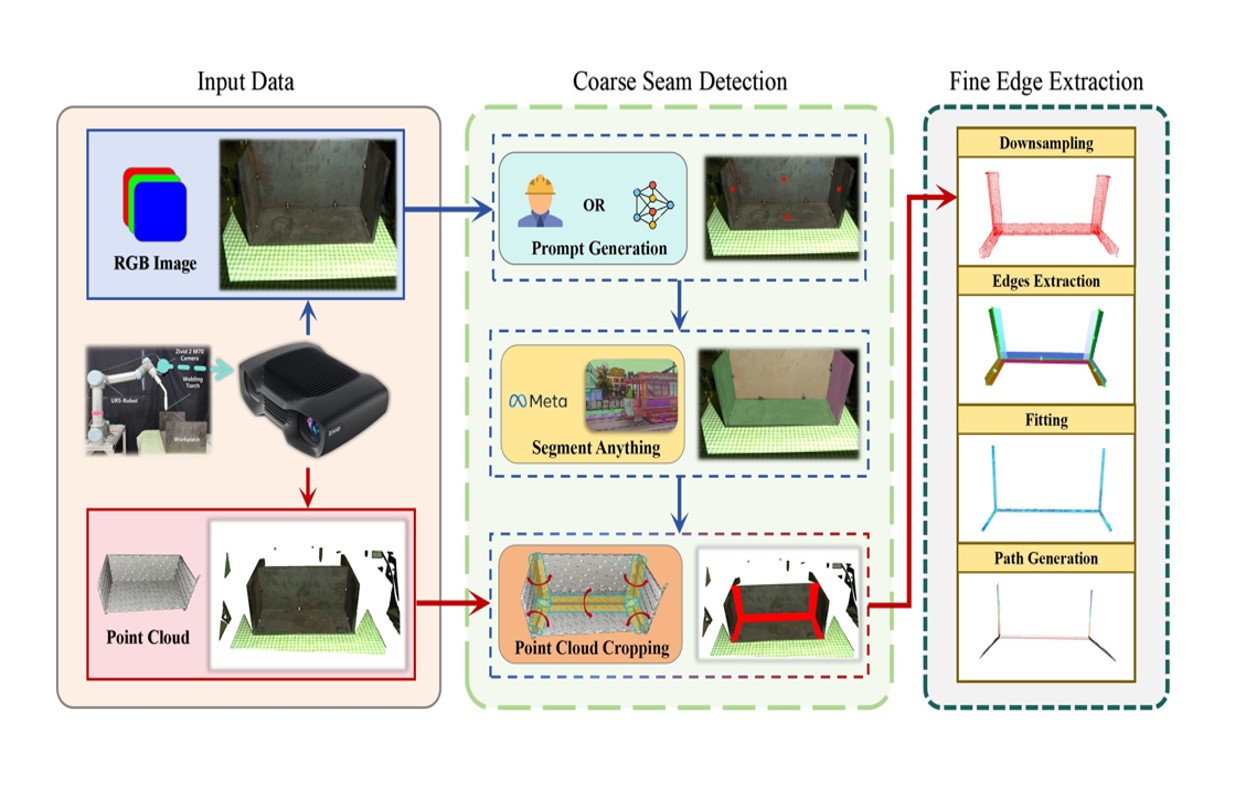 Input Data
Coarse Seam Detection
Fine Edge Extraction
RGB Image
OR
Prompt Generation
Downsampling
Edges Extraction
Zivid 2 M70
Camera
Welding
Torch
UR5-Robot
Workpiece
ZIVID
Meta
Segment Anything
Fitting
Point Cloud
Point Cloud Cropping
Path Generation